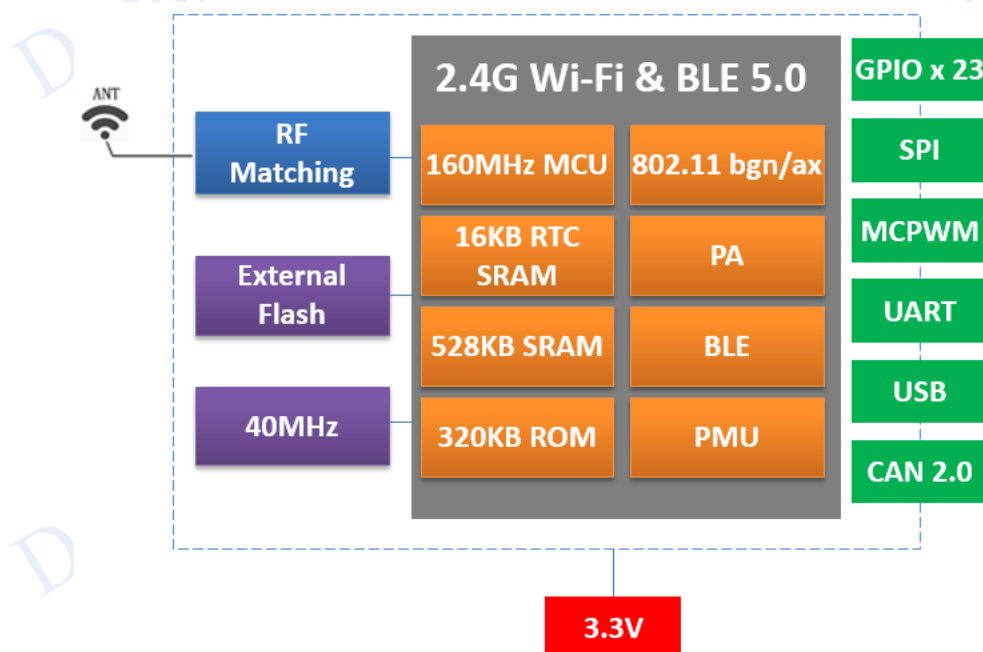 2.4G Wi-Fi & BLE 5.0
GPIO x 23
ANT
RF
Matching
160MHz MCU
802.11 bgn/ax
SPI
16KB RTC
SRAM
PA
MCPWM
External
Flash
UART
528KB SRAM
BLE
USB
40MHz
320KB ROM
PMU
CAN 2.0
3.3V
D
D